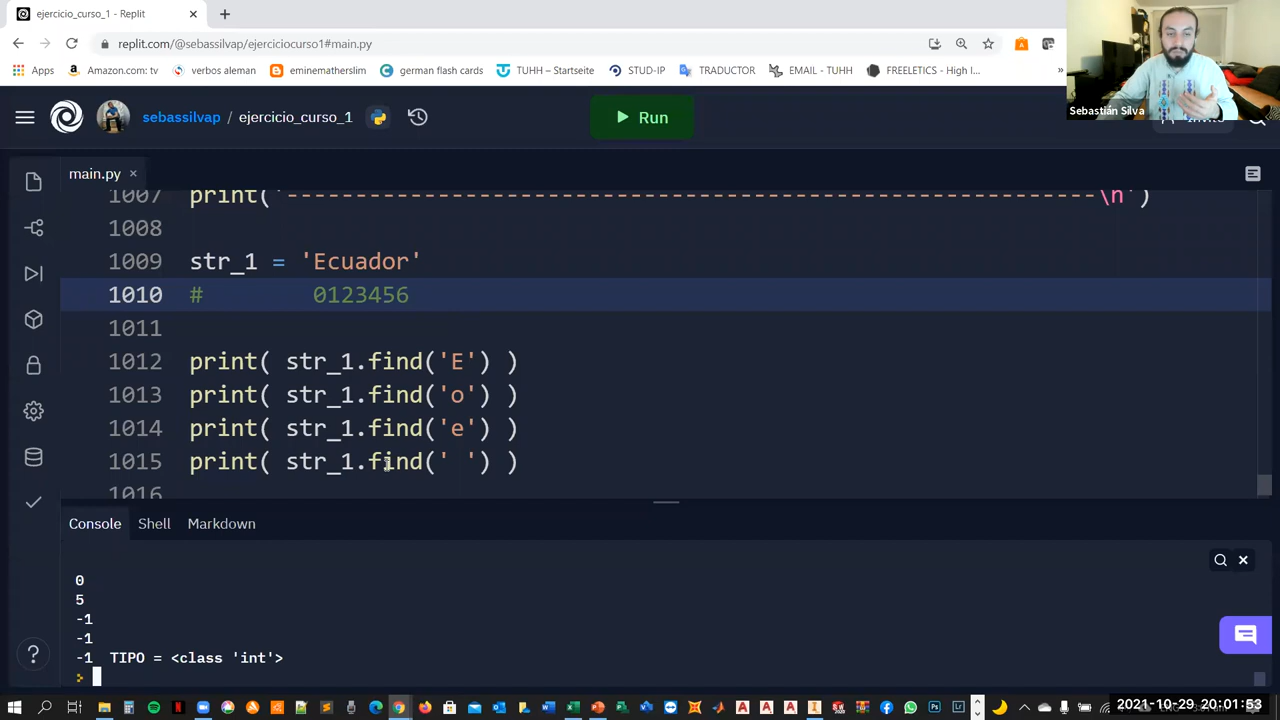 ejercicio_curso_1 - Replit
replit.com/@sebassilvap/ejerciciocurso1#main.py
Apps Amazon.com: tv verbos aleman eminematherslim german flash cards TUHH – Startseite STUD-IP TRADUCTOR EMAIL - TUHH FREELETICS - High I... »
Sebastián Silva
sebassilvap / ejercicio_curso_1 Run
main.py
1007 print('---------------------------------------------------------\n')
1008
1009 str_1 = 'Ecuador'
1010 # 0123456
1011
1012 print( str_1.find('E') )
1013 print( str_1.find('o') )
1014 print( str_1.find('e') )
1015 print( str_1.find(' ') )
1016
Console Shell Markdown
0
5
-1
-1
-1 TIPO = <class 'int'>
2021-10-29 20:01:53